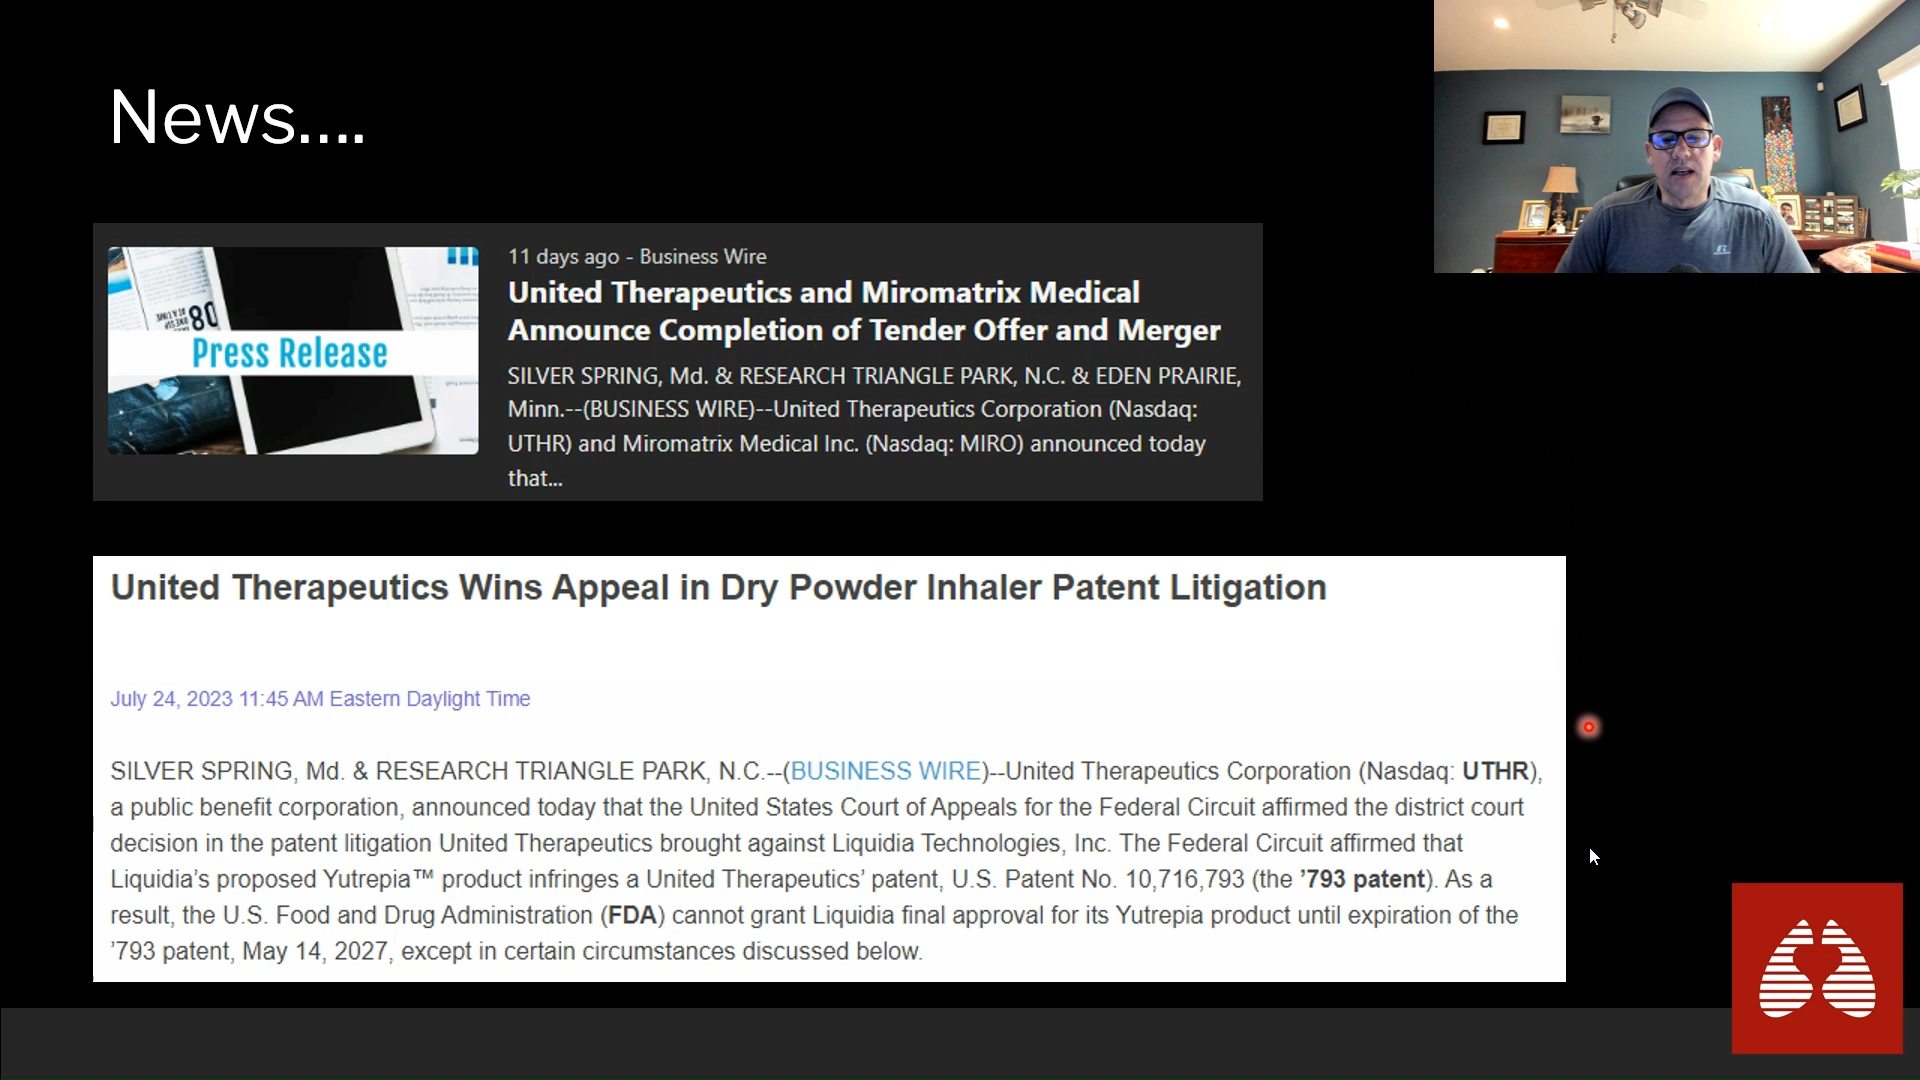 News....
11 days ago - Business Wire
United Therapeutics and Miromatrix Medical
Announce Completion of Tender Offer and Merger
Press Release
SILVER SPRING, Md. & RESEARCH TRIANGLE PARK, N.C. & EDEN PRAIRIE,
Minn.--(BUSINESS WIRE)--United Therapeutics Corporation (Nasdaq:
UTHR) and Miromatrix Medical Inc. (Nasdaq: MIRO) announced today
that...
United Therapeutics Wins Appeal in Dry Powder Inhaler Patent Litigation
July 24, 2023 11:45 AM Eastern Daylight Time
SILVER SPRING, Md. & RESEARCH TRIANGLE PARK, N.C.--(BUSINESS WIRE)--United Therapeutics Corporation (Nasdaq: UTHR),
a public benefit corporation, announced today that the United States Court of Appeals for the Federal Circuit affirmed the district court
decision in the patent litigation United Therapeutics brought against Liquidia Technologies, Inc. The Federal Circuit affirmed that
Liquidia’s proposed Yutrepia™ product infringes a United Therapeutics’ patent, U.S. Patent No. 10,716,793 (the ’793 patent). As a
result, the U.S. Food and Drug Administration (FDA) cannot grant Liquidia final approval for its Yutrepia product until expiration of the
’793 patent, May 14, 2027, except in certain circumstances discussed below.